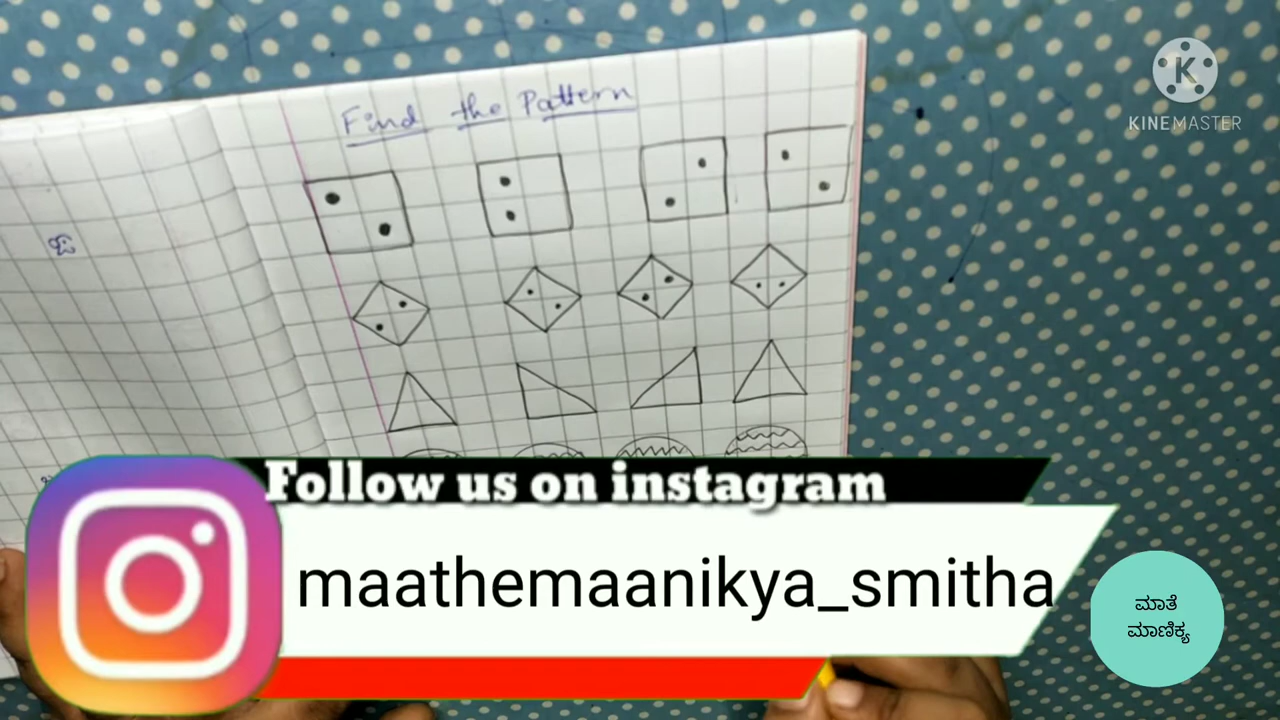 Find the Pattern
KINEMASTER
Follow us on instagram
maathemaanikya_smitha
ಮಾತೆ
ಮಾಣಿಕ್ಯ